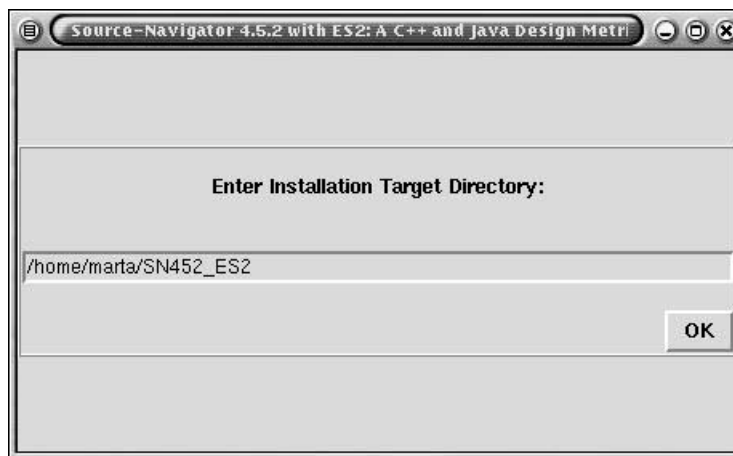 Source-Navigator 4.5.2 with ES2: A C++ and Java Design Metri
Enter Installation Target Directory:
/home/marta/SN452_ES2
OK